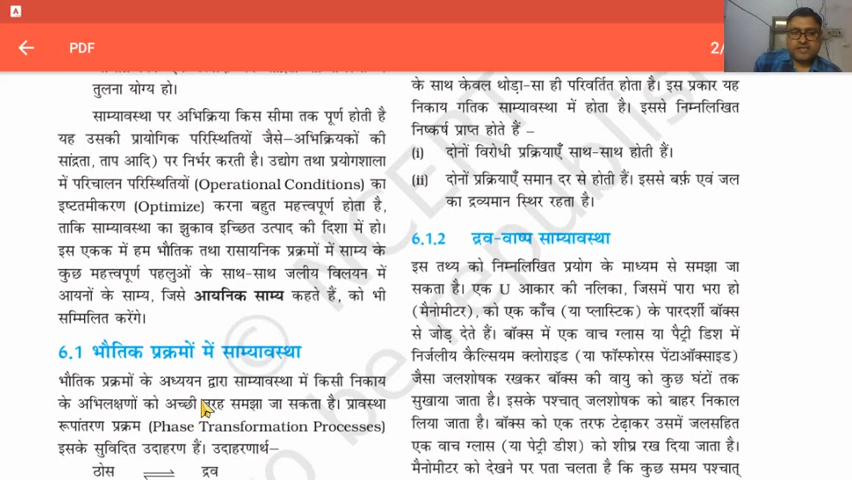 A
PDF
2/
तुलना योग्य हो।
साम्यावस्था पर अभिक्रिया किस सीमा तक पूर्ण होती है
यह उसकी प्रायोगिक परिस्थितियों जैसे–अभिक्रियकों की
सांद्रता, ताप आदि) पर निर्भर करती है। उद्योग तथा प्रयोगशाला
में परिचालन परिस्थितियों (Operational Conditions) का
इष्टतमीकरण (Optimize) करना बहुत महत्त्वपूर्ण होता है,
ताकि साम्यावस्था का झुकाव इच्छित उत्पाद की दिशा में हो।
इस एकक में हम भौतिक तथा रासायनिक प्रक्रमों में साम्य के
कुछ महत्त्वपूर्ण पहलुओं के साथ-साथ जलीय विलयन में
आयनों के साम्य, जिसे आयनिक साम्य कहते हैं, को भी
सम्मिलित करेंगे।
6.1 भौतिक प्रक्रमों में साम्यावस्था
भौतिक प्रक्रमों के अध्ययन द्वारा साम्यावस्था में किसी निकाय
के अभिलक्षणों को अच्छी तरह समझा जा सकता है। प्रावस्था
रूपांतरण प्रक्रम (Phase Transformation Processes)
इसके सुविदित उदाहरण हैं। उदाहरणार्थ–
ठोस ⇌ द्रव
के साथ केवल थोड़ा-सा ही परिवर्तित होता है। इस प्रकार यह
निकाय गतिक साम्यावस्था में होता है। इससे निम्नलिखित
निष्कर्ष प्राप्त होते हैं –
(i) दोनों विरोधी प्रक्रियाएँ साथ-साथ होती हैं।
(ii) दोनों प्रक्रियाएँ समान दर से होती हैं। इससे बर्फ़ एवं जल
का द्रव्यमान स्थिर रहता है।
6.1.2 द्रव-वाष्प साम्यावस्था
इस तथ्य को निम्नलिखित प्रयोग के माध्यम से समझा जा
सकता है। एक U आकार की नलिका, जिसमें पारा भरा हो
(मैनोमीटर), को एक काँच (या प्लास्टिक) के पारदर्शी बॉक्स
से जोड़ देते हैं। बॉक्स में एक वाच ग्लास या पैट्री डिश में
निर्जलीय कैल्सियम क्लोराइड (या फॉस्फोरस पेंटाऑक्साइड)
जैसा जलशोषक रखकर बॉक्स की वायु को कुछ घंटों तक
सुखाया जाता है। इसके पश्चात् जलशोषक को बाहर निकाल
लिया जाता है। बॉक्स को एक तरफ टेढ़ाकर उसमें जलसहित
एक वाच ग्लास (या पेट्री डीश) को शीघ्र रख दिया जाता है।
मैनोमीटर को देखने पर पता चलता है कि कुछ समय पश्चात्
© NCERT
be republis